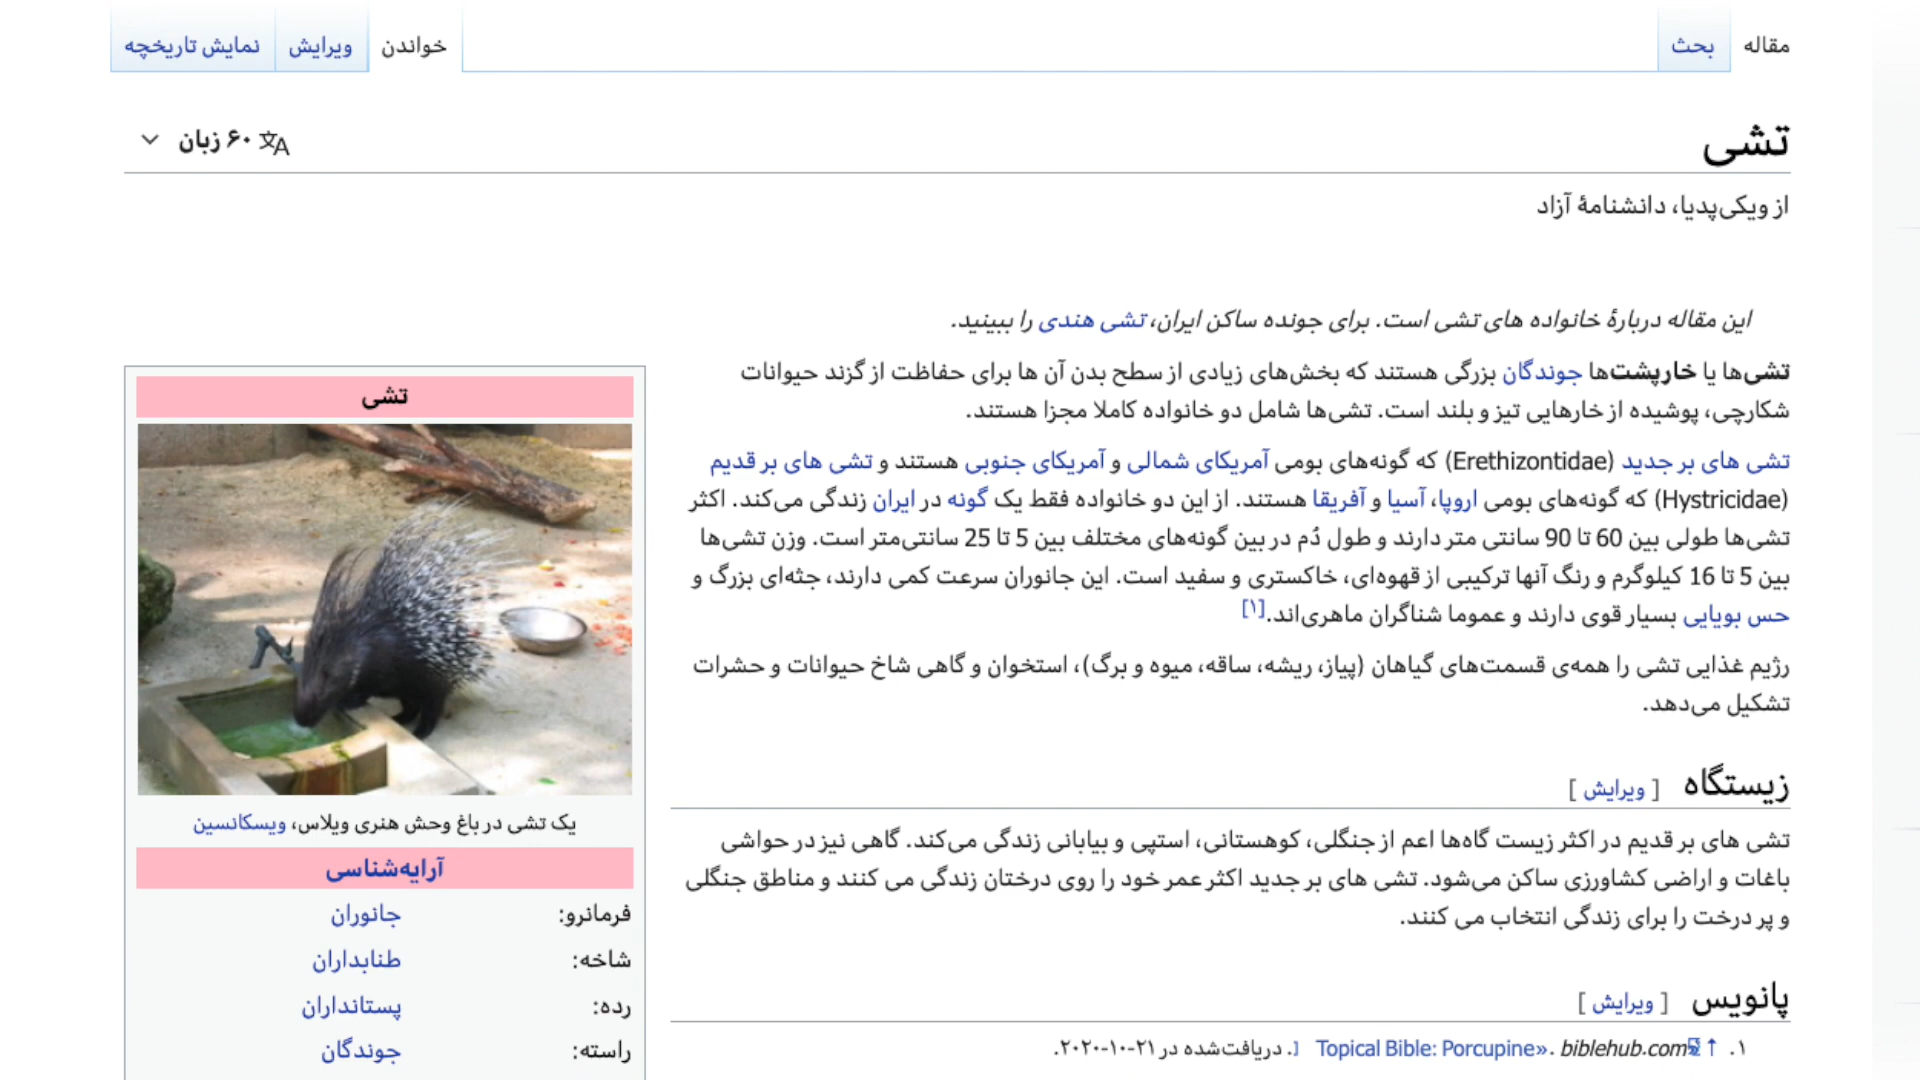 مقاله
بحث
خواندن
ویرایش
نمایش تاریخچه
تشی
۶۰ زبان
از ویکی‌پدیا، دانشنامهٔ آزاد
این مقاله دربارهٔ خانواده های تشی است. برای جونده ساکن ایران، تشی هندی را ببینید.
تشی‌ها یا خارپشت‌ها جوندگان بزرگی هستند که بخش‌های زیادی از سطح بدن آن ها برای حفاظت از گزند حیوانات
شکارچی، پوشیده از خارهایی تیز و بلند است. تشی‌ها شامل دو خانواده کاملا مجزا هستند.
تشی های بر جدید (Erethizontidae) که گونه‌های بومی آمریکای شمالی و آمریکای جنوبی هستند و تشی های بر قدیم
(Hystricidae) که گونه‌های بومی اروپا، آسیا و آفریقا هستند. از این دو خانواده فقط یک گونه در ایران زندگی می‌کند. اکثر
تشی‌ها طولی بین 60 تا 90 سانتی متر دارند و طول دُم در بین گونه‌های مختلف بین 5 تا 25 سانتی‌متر است. وزن تشی‌ها
بین 5 تا 16 کیلوگرم و رنگ آنها ترکیبی از قهوه‌ای، خاکستری و سفید است. این جانوران سرعت کمی دارند، جثه‌ای بزرگ و
حس بویایی بسیار قوی دارند و عموما شناگران ماهری‌اند.[۱]
رژیم غذایی تشی را همه‌ی قسمت‌های گیاهان (پیاز، ریشه، ساقه، میوه و برگ)، استخوان و گاهی شاخ حیوانات و حشرات
تشکیل می‌دهد.
زیستگاه [ ویرایش ]
تشی های بر قدیم در اکثر زیست گاه‌ها اعم از جنگلی، کوهستانی، استپی و بیابانی زندگی می‌کند. گاهی نیز در حواشی
باغات و اراضی کشاورزی ساکن می‌شود. تشی های بر جدید اکثر عمر خود را روی درختان زندگی می کنند و مناطق جنگلی
و پر درخت را برای زندگی انتخاب می کنند.
پانویس [ ویرایش ]
۱. ↑ Topical Bible: Porcupine». biblehub.com. دریافت‌شده در ۲۱-۱۰-۲۰۲۰.
تشی
یک تشی در باغ وحش هنری ویلاس، ویسکانسین
آرایه‌شناسی
فرمانرو: جانوران
شاخه: طنابداران
رده: پستانداران
راسته: جوندگان